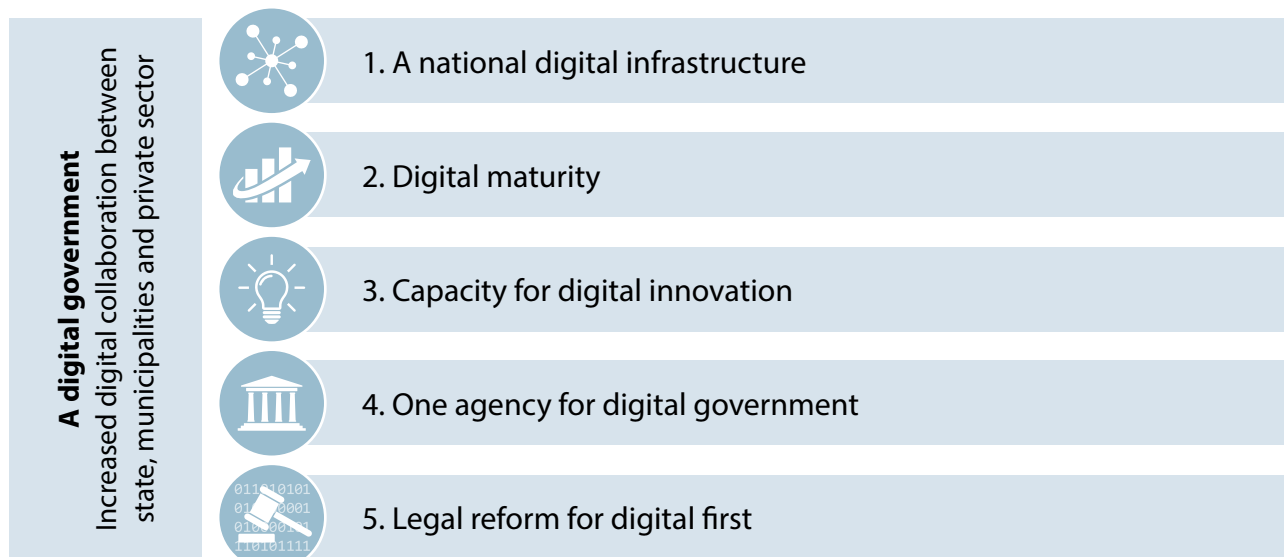 A digital government
Increased digital collaboration between
state, municipalities and private sector
1. A national digital infrastructure
2. Digital maturity
3. Capacity for digital innovation
4. One agency for digital government
5. Legal reform for digital first
110101111